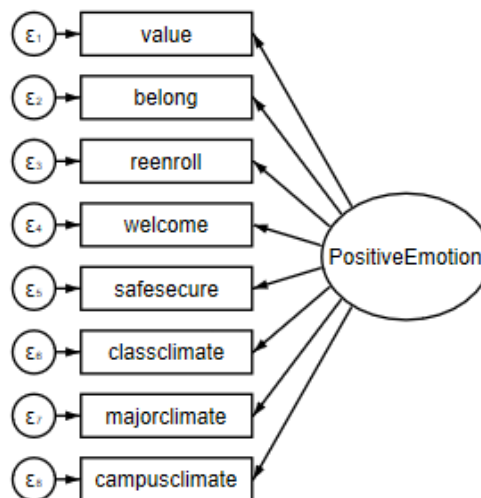 ε₁ value
ε₂ belong
ε₃ reenroll
ε₄ welcome
PositiveEmotion
ε₅ safesecure
ε₆ classclimate
ε₇ majorclimate
ε₈ campusclimate